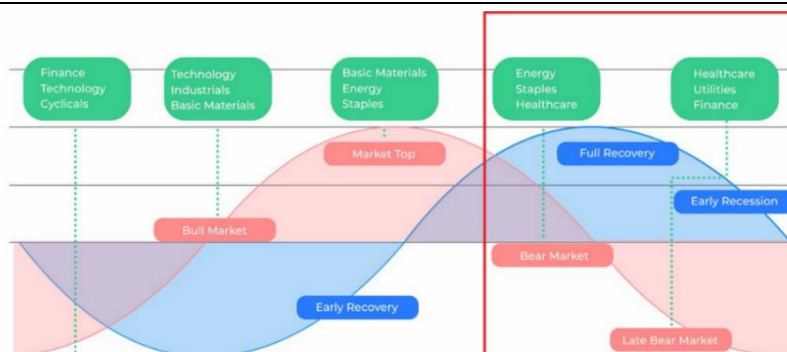 Finance
Technology
Cyclicals
Technology
Industrials
Basic Materials
Basic Materials
Energy
Staples
Energy
Staples
Healthcare
Healthcare
Utilities
Finance
Market Top
Full Recovery
Early Recession
Bull Market
Bear Market
Early Recovery
Late Bear Market